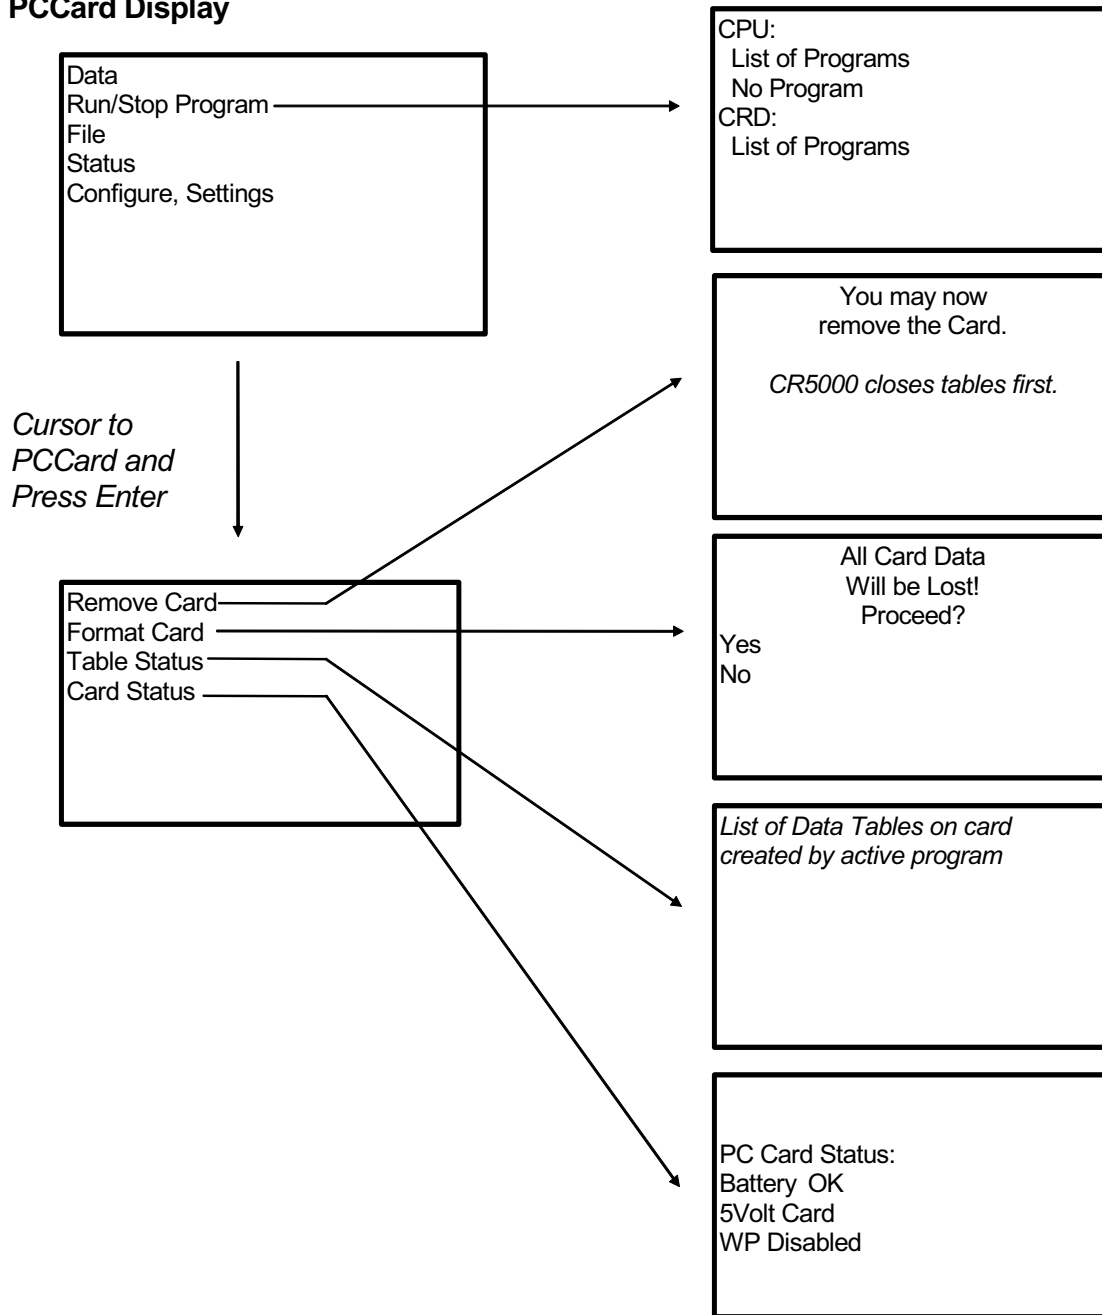 PCCard Display
Data
Run/Stop Program
File
Status
Configure, Settings
CPU:
List of Programs
No Program
CRD:
List of Programs
You may now
remove the Card.
CR5000 closes tables first.
Cursor to
PCCard and
Press Enter
Remove Card
Format Card
Table Status
Card Status
All Card Data
Will be Lost!
Proceed?
Yes
No
List of Data Tables on card
created by active program
PC Card Status:
Battery OK
5Volt Card
WP Disabled